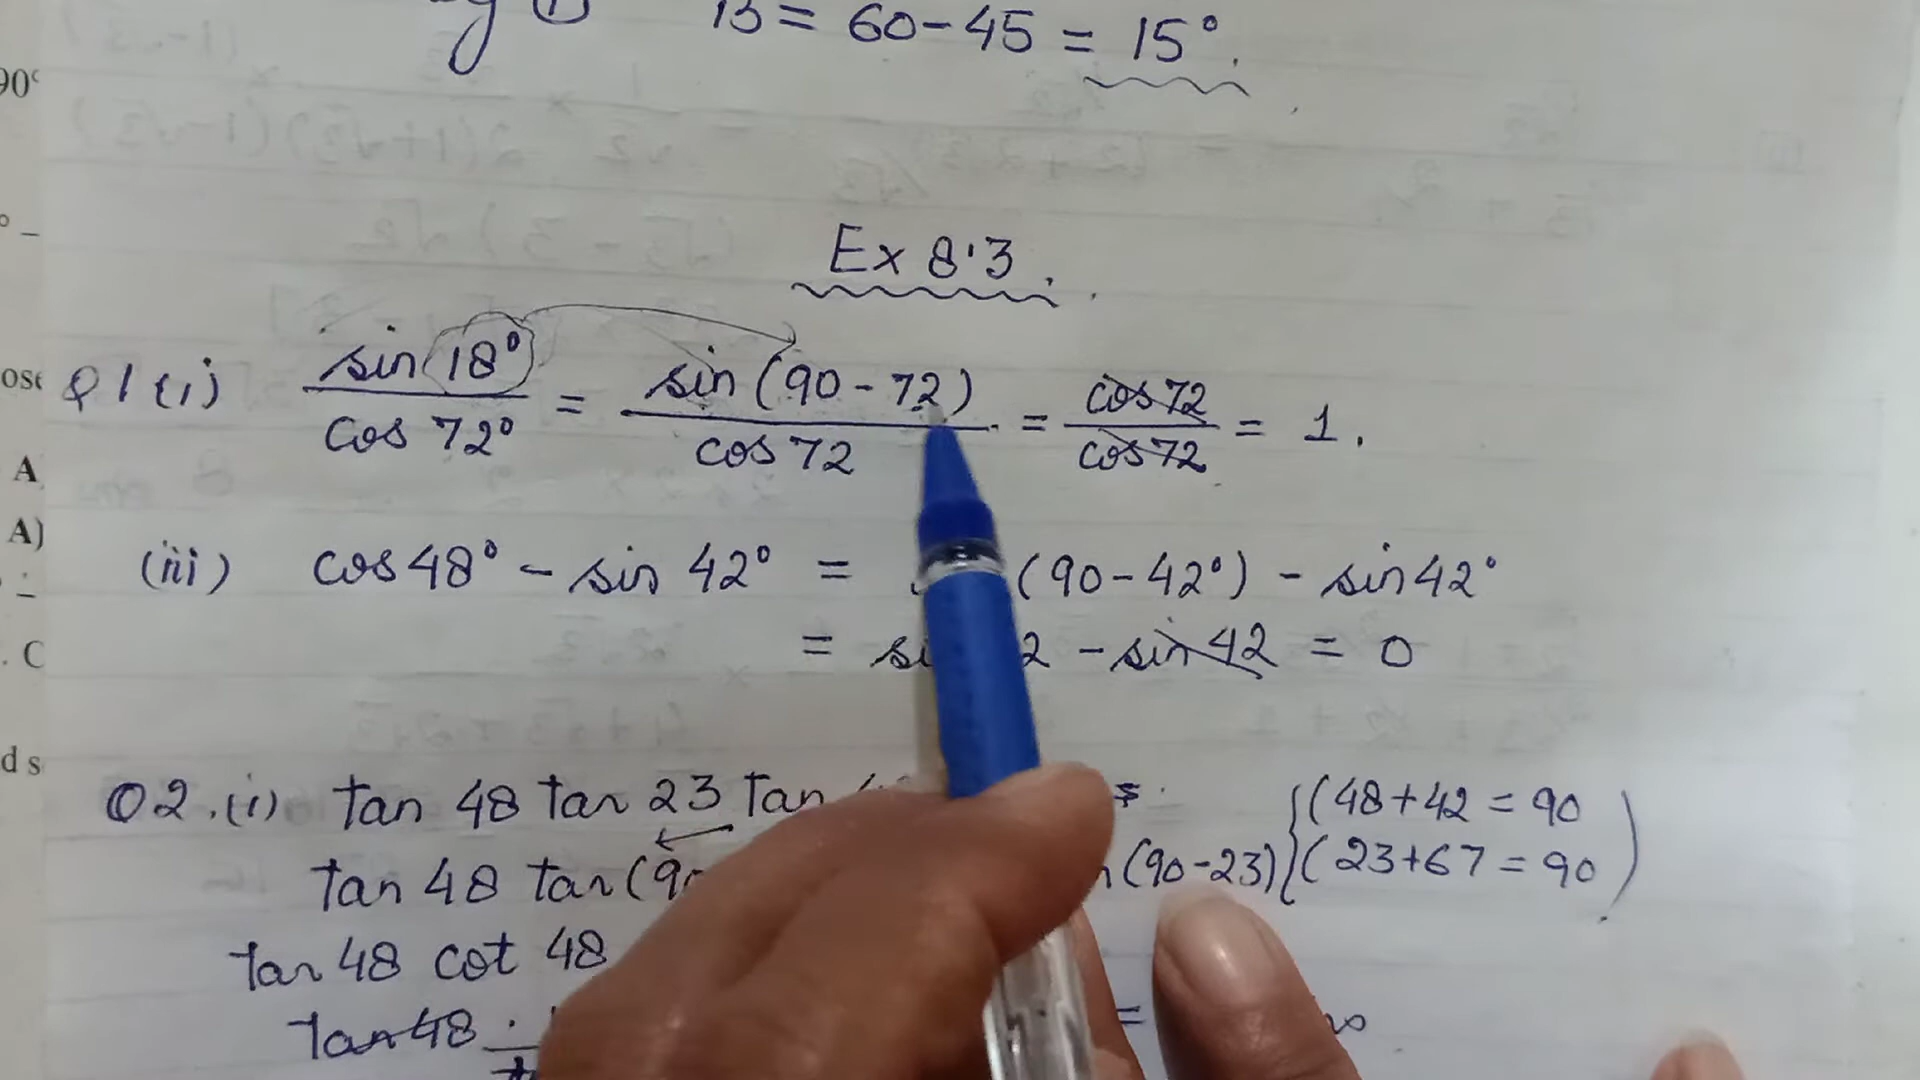 = 60-45 = 15°.
90°
Ex 8.3.
Q1(i) sin 18° / cos 72° = sin(90-72) / cos 72 = cos 72 / cos 72 = 1.
A
A)
(iii) cos 48° - sin 42° = (90-42°) - sin 42°
= - sin 42 = 0
. C
d s
Q2.(i) tan 48 tan 23 tan = {(48+42=90
tan 48 tan (90-23) {(23+67=90)
tan 48 cot 48
tan 48 . =